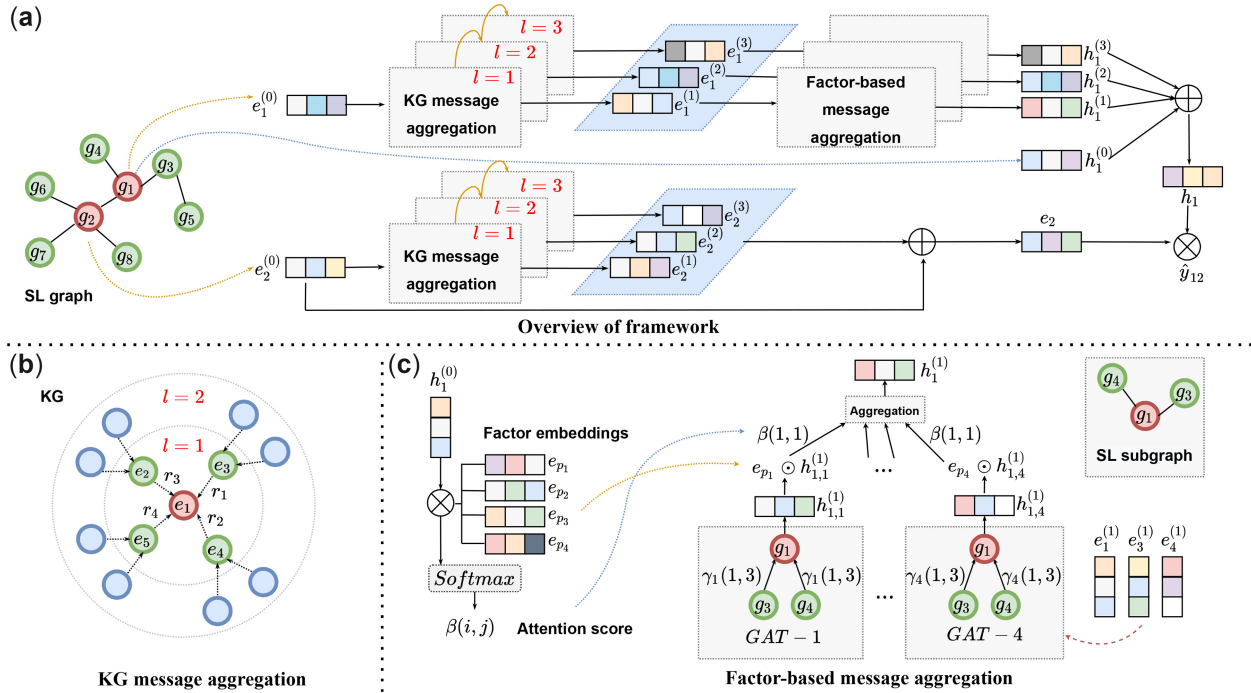 (a)
l = 3
l = 2
l = 1
KG message
aggregation
e_1^{(0)}
e_1^{(3)}
e_1^{(2)}
e_1^{(1)}
Factor-based
message
aggregation
h_1^{(3)}
h_1^{(2)}
h_1^{(1)}
h_1^{(0)}
h_1
g_4
g_3
g_1
g_6
g_2
g_5
g_7
g_8
SL graph
l = 3
l = 2
l = 1
KG message
aggregation
e_2^{(0)}
e_2^{(3)}
e_2^{(2)}
e_2^{(1)}
e_2
ŷ_{12}
Overview of framework
(b)
KG
l = 2
l = 1
e_2
e_3
r_3
r_1
e_1
r_4
r_2
e_5
e_4
KG message aggregation
(c)
h_1^{(0)}
Factor embeddings
e_{p_1}
e_{p_2}
e_{p_3}
e_{p_4}
Softmax
β(i, j)
Attention score
h_1^{(1)}
Aggregation
β(1, 1)
β(1, 1)
e_{p_1} ⊙ h_{1,1}^{(1)}
...
e_{p_4} ⊙ h_{1,4}^{(1)}
h_{1,1}^{(1)}
h_{1,4}^{(1)}
g_1
γ_1(1, 3)
γ_1(1, 3)
g_3
g_4
GAT − 1
...
g_1
γ_4(1, 3)
γ_4(1, 3)
g_3
g_4
GAT − 4
g_4
g_3
g_1
SL subgraph
e_1^{(1)} e_3^{(1)} e_4^{(1)}
Factor-based message aggregation